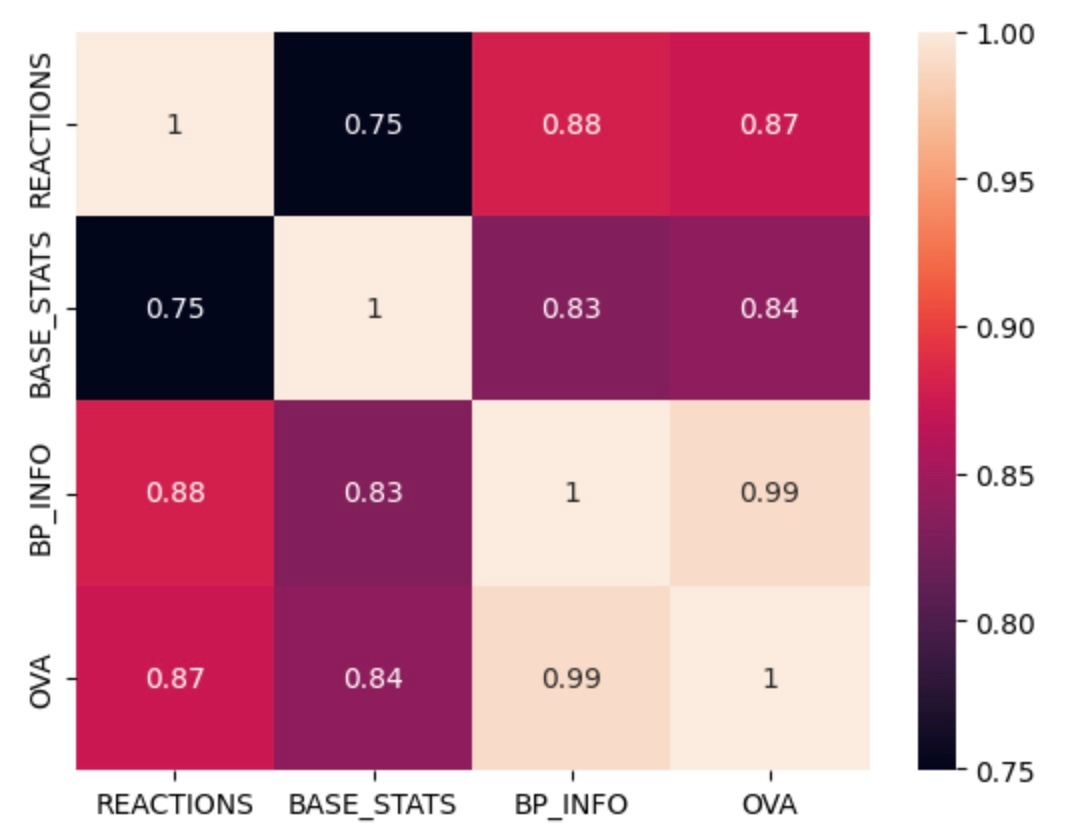 REACTIONS 1 0.75 0.88 0.87
BASE_STATS 0.75 1 0.83 0.84
BP_INFO 0.88 0.83 1 0.99
OVA 0.87 0.84 0.99 1
REACTIONS BASE_STATS BP_INFO OVA
1.00
0.95
0.90
0.85
0.80
0.75